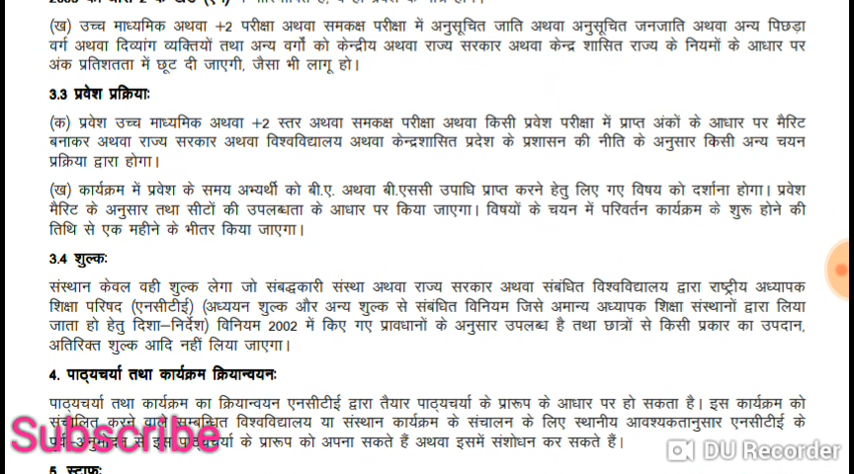 (ख) उच्च माध्यमिक अथवा +2 परीक्षा अथवा समकक्ष परीक्षा में अनुसूचित जाति अथवा अनुसूचित जनजाति अथवा अन्य पिछड़ा
वर्ग अथवा दिव्यांग व्यक्तियों तथा अन्य वर्गों को केन्द्रीय अथवा राज्य सरकार अथवा केन्द्र शासित राज्य के नियमों के आधार पर
अंक प्रतिशतता में छूट दी जाएगी, जैसा भी लागू हो।
3.3 प्रवेश प्रक्रियाः
(क) प्रवेश उच्च माध्यमिक अथवा +2 स्तर अथवा समकक्ष परीक्षा अथवा किसी प्रवेश परीक्षा में प्राप्त अंकों के आधार पर मैरिट
बनाकर अथवा राज्य सरकार अथवा विश्वविद्यालय अथवा केन्द्रशासित प्रदेश के प्रशासन की नीति के अनुसार किसी अन्य चयन
प्रक्रिया द्वारा होगा।
(ख) कार्यक्रम में प्रवेश के समय अभ्यर्थी को बी.ए. अथवा बी.एससी उपाधि प्राप्त करने हेतु लिए गए विषय को दर्शाना होगा। प्रवेश
मैरिट के अनुसार तथा सीटों की उपलब्धता के आधार पर किया जाएगा। विषयों के चयन में परिवर्तन कार्यक्रम के शुरू होने की
तिथि से एक महीने के भीतर किया जाएगा।
3.4 शुल्कः
संस्थान केवल वही शुल्क लेगा जो संबद्धकारी संस्था अथवा राज्य सरकार अथवा संबंधित विश्वविद्यालय द्वारा राष्ट्रीय अध्यापक
शिक्षा परिषद (एनसीटीई) (अध्ययन शुल्क और अन्य शुल्क से संबंधित विनियम जिसे अमान्य अध्यापक शिक्षा संस्थानों द्वारा लिया
जाता हो हेतु दिशा–निर्देश) विनियम 2002 में किए गए प्रावधानों के अनुसार उपलब्ध है तथा छात्रों से किसी प्रकार का उपदान,
अतिरिक्त शुल्क आदि नहीं लिया जाएगा।
4. पाठ्यचर्या तथा कार्यक्रम क्रियान्वयनः
पाठ्यचर्या तथा कार्यक्रम का क्रियान्वयन एनसीटीई द्वारा तैयार पाठ्यचर्या के प्रारूप के आधार पर हो सकता है। इस कार्यक्रम को
संचालित करने वाले सम्बन्धित विश्वविद्यालय या संस्थान कार्यक्रम के संचालन के लिए स्थानीय आवश्यकतानुसार एनसीटीई के
पूर्व–अनुमोदन से इस पाठ्यचर्या के प्रारूप को अपना सकते हैं अथवा इसमें संशोधन कर सकते हैं।
Subscribe
DU Recorder
5. स्टाफः